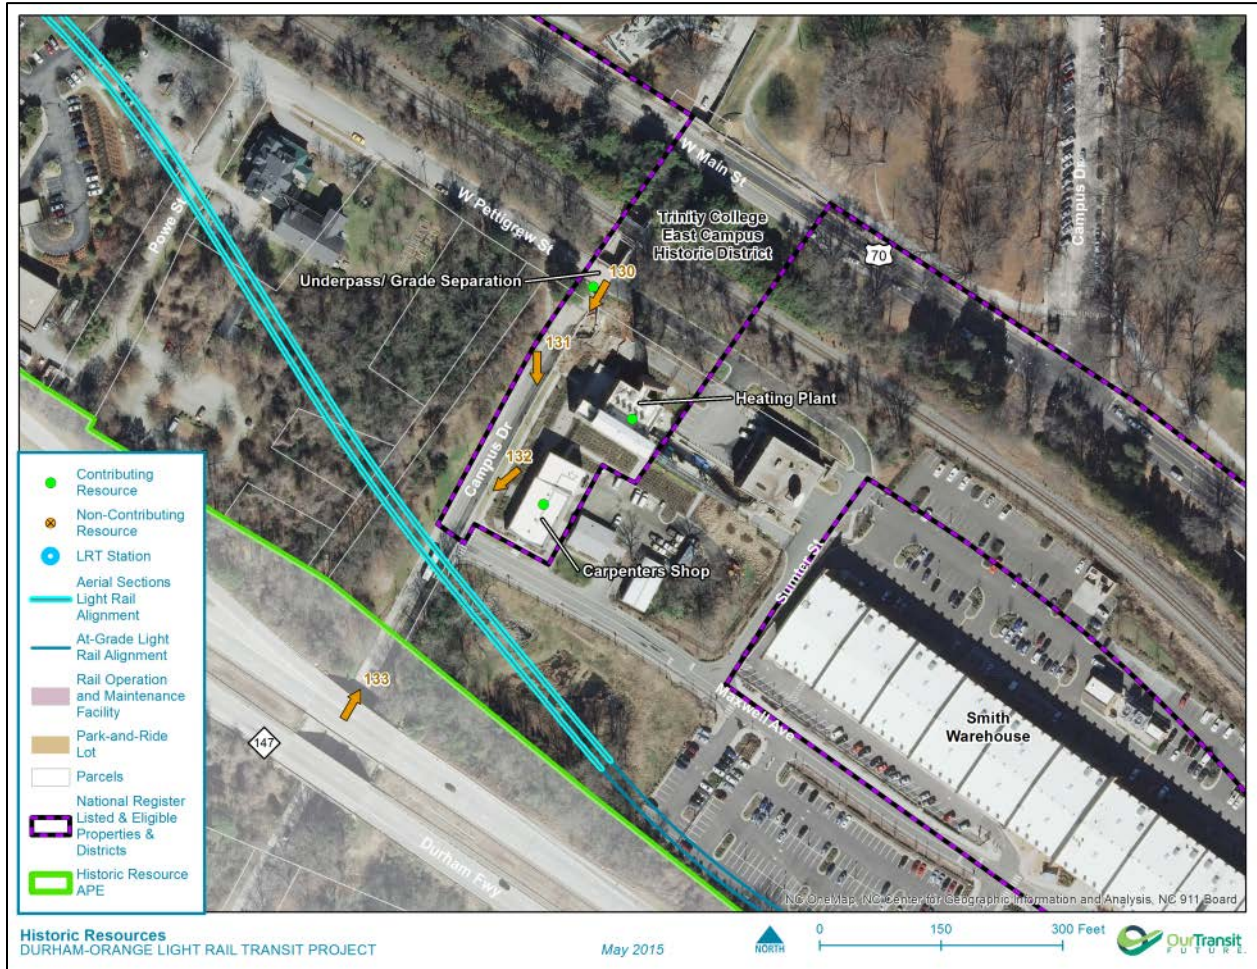 W Main St
Campus Dr
Powe St
W Pettigrew St
Trinity College
East Campus
Historic District
70
Underpass/ Grade Separation
130
131
Heating Plant
Campus Dr
132
Carpenters Shop
Sumter St
133
Maxwell Ave
Smith
Warehouse
147
Durham Fwy
Contributing
Resource
Non-Contributing
Resource
LRT Station
Aerial Sections
Light Rail
Alignment
At-Grade Light
Rail Alignment
Rail Operation
and Maintenance
Facility
Park-and-Ride
Lot
Parcels
National Register
Listed & Eligible
Properties &
Districts
Historic Resource
APE
NC OneMap, NC Center for Geographic Information and Analysis, NC 911 Board
Historic Resources
DURHAM-ORANGE LIGHT RAIL TRANSIT PROJECT
May 2015
NORTH
0 150 300 Feet
OurTransit
FUTURE